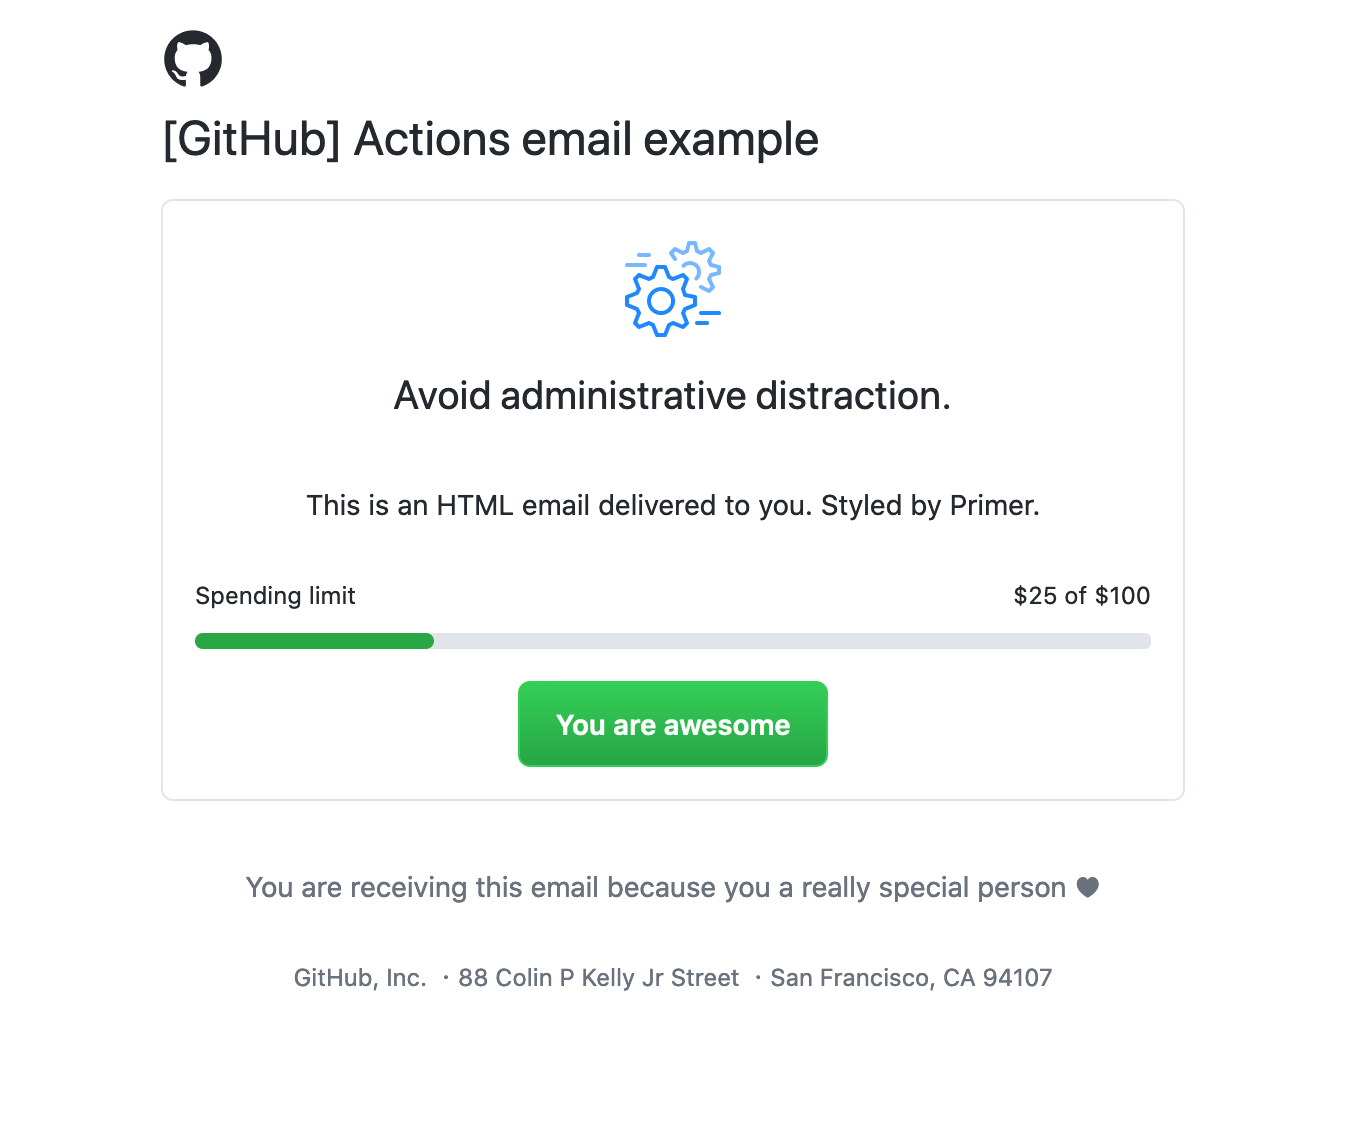 [GitHub] Actions email example
Avoid administrative distraction.
This is an HTML email delivered to you. Styled by Primer.
Spending limit
$25 of $100
You are awesome
You are receiving this email because you a really special person ♥
GitHub, Inc. ・88 Colin P Kelly Jr Street ・San Francisco, CA 94107